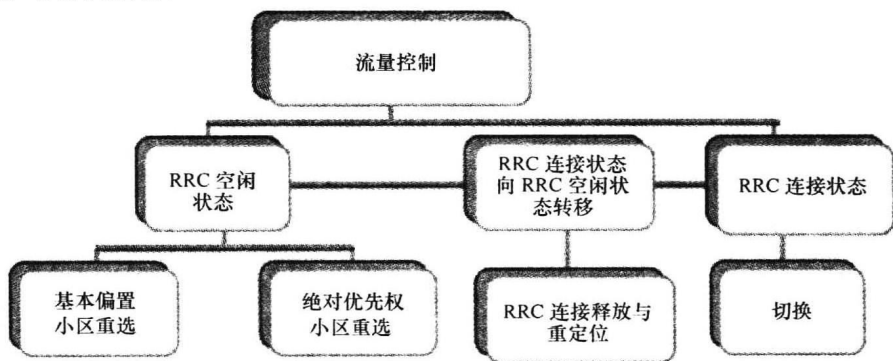 流量控制
RRC 空闲
状态
RRC 连接状态
向 RRC 空闲状
态转移
RRC 连接状态
基本偏置
小区重选
绝对优先权
小区重选
RRC 连接释放与
重定位
切换